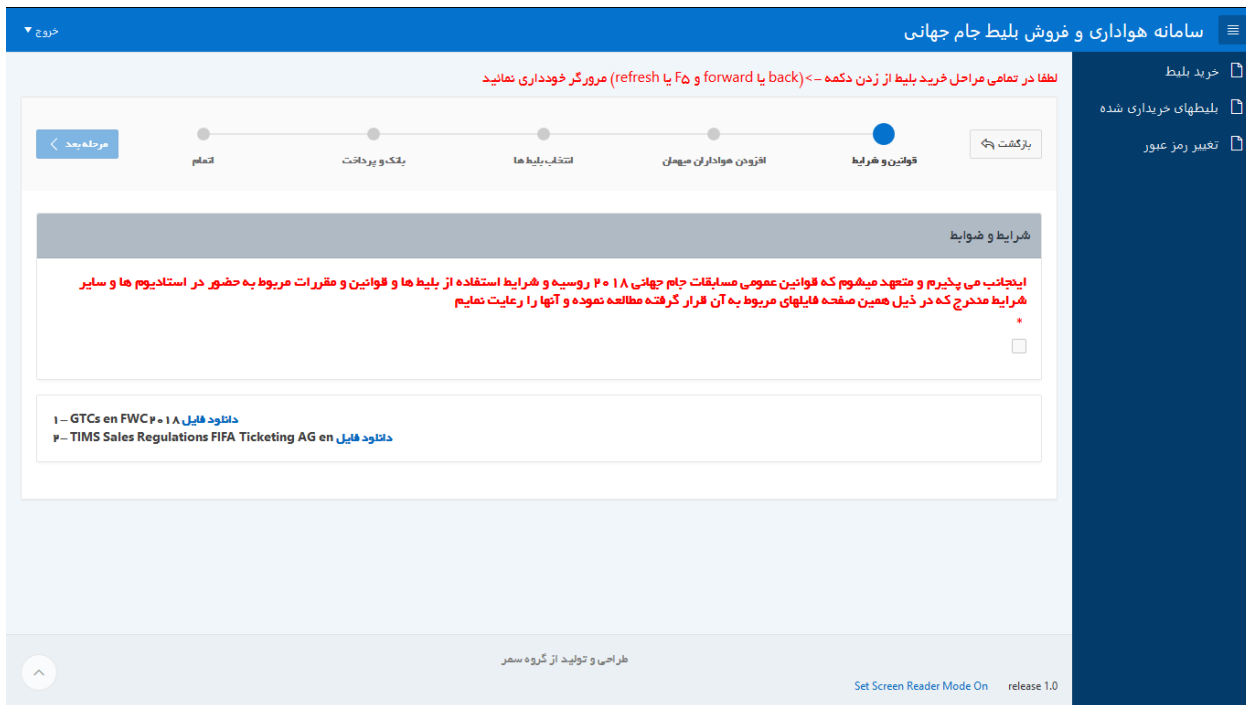 سامانه هواداری و فروش بلیط جام جهانی
خروج
خرید بلیط
بلیطهای خریداری شده
تغییر رمز عبور
لطفا در تمامی مراحل خرید بلیط از زدن دکمه –>(back یا forward و F۵ یا refresh) مرورگر خودداری نمائید
بازگشت
قوانین و شرایط
افزودن هواداران میهمان
انتخاب بلیط ها
بانک و پرداخت
اتمام
مرحله بعد
شرایط و ضوابط
اینجانب می پذیرم و متعهد میشوم که قوانین عمومی مسابقات جام جهانی ۲۰۱۸ روسیه و شرایط استفاده از بلیط ها و قوانین و مقررات مربوط به حضور در استادیوم ها و سایر
شرایط مندرج که در ذیل همین صفحه فایلهای مربوط به آن قرار گرفته مطالعه نموده و آنها را رعایت نمایم
*
۱– GTCs en FWC۲۰۱۸ دانلود فایل
۲– TIMS Sales Regulations FIFA Ticketing AG en دانلود فایل
طراحی و تولید از گروه سمر
release 1.0 Set Screen Reader Mode On